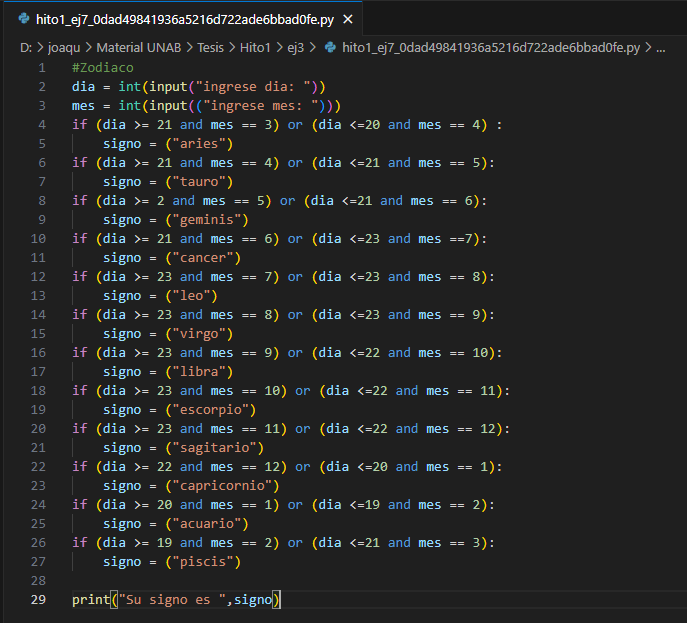 hito1_ej7_0dad49841936a5216d722ade6bbad0fe.py ×
D: > joaqu > Material UNAB > Tesis > Hito1 > ej3 > hito1_ej7_0dad49841936a5216d722ade6bbad0fe.py > ...
1 #Zodiaco
2 dia = int(input("ingrese dia: "))
3 mes = int(input(("ingrese mes: ")))
4 if (dia >= 21 and mes == 3) or (dia <=20 and mes == 4) :
5     signo = ("aries")
6 if (dia >= 21 and mes == 4) or (dia <=21 and mes == 5):
7     signo = ("tauro")
8 if (dia >= 2 and mes == 5) or (dia <=21 and mes == 6):
9     signo = ("geminis")
10 if (dia >= 21 and mes == 6) or (dia <=23 and mes ==7):
11     signo = ("cancer")
12 if (dia >= 23 and mes == 7) or (dia <=23 and mes == 8):
13     signo = ("leo")
14 if (dia >= 23 and mes == 8) or (dia <=23 and mes == 9):
15     signo = ("virgo")
16 if (dia >= 23 and mes == 9) or (dia <=22 and mes == 10):
17     signo = ("libra")
18 if (dia >= 23 and mes == 10) or (dia <=22 and mes == 11):
19     signo = ("escorpio")
20 if (dia >= 23 and mes == 11) or (dia <=22 and mes == 12):
21     signo = ("sagitario")
22 if (dia >= 22 and mes == 12) or (dia <=20 and mes == 1):
23     signo = ("capricornio")
24 if (dia >= 20 and mes == 1) or (dia <=19 and mes == 2):
25     signo = ("acuario")
26 if (dia >= 19 and mes == 2) or (dia <=21 and mes == 3):
27     signo = ("piscis")
28
29 print("Su signo es ",signo)